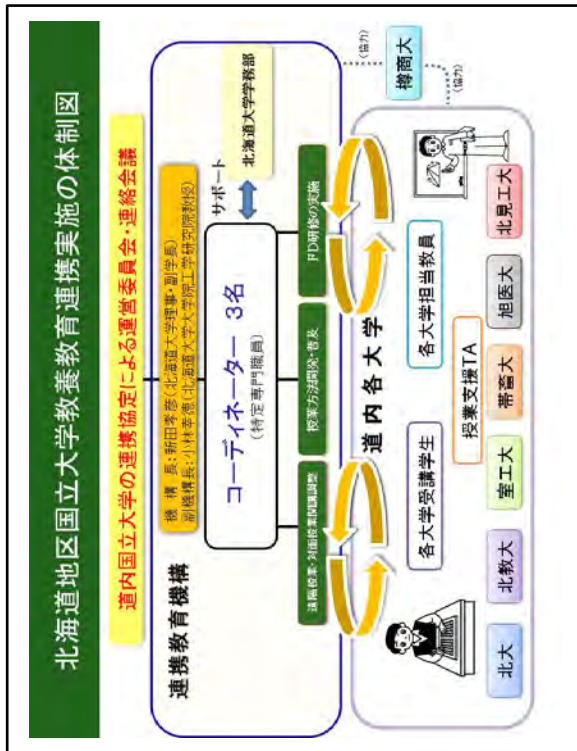 北海道地区国立大学教養教育連携実施の体制図
道内国立大学の連携協定による運営委員会・連絡会議
連携教育機構
機 構 長:新田孝彦(北海道大学理事・副学長)
副機構長:小林幸徳(北海道大学大学院工学研究院教授)
コーディネーター 3名
(特定専門職員)
サポート
北海道大学学務部
遠隔授業・対面授業開講調整
授業方法開発・普及
FD研修の実施
(協力)
樽商大
(協力)
道内各大学
各大学受講学生
各大学担当教員
授業支援TA
北大
北教大
室工大
帯畜大
旭医大
北見工大